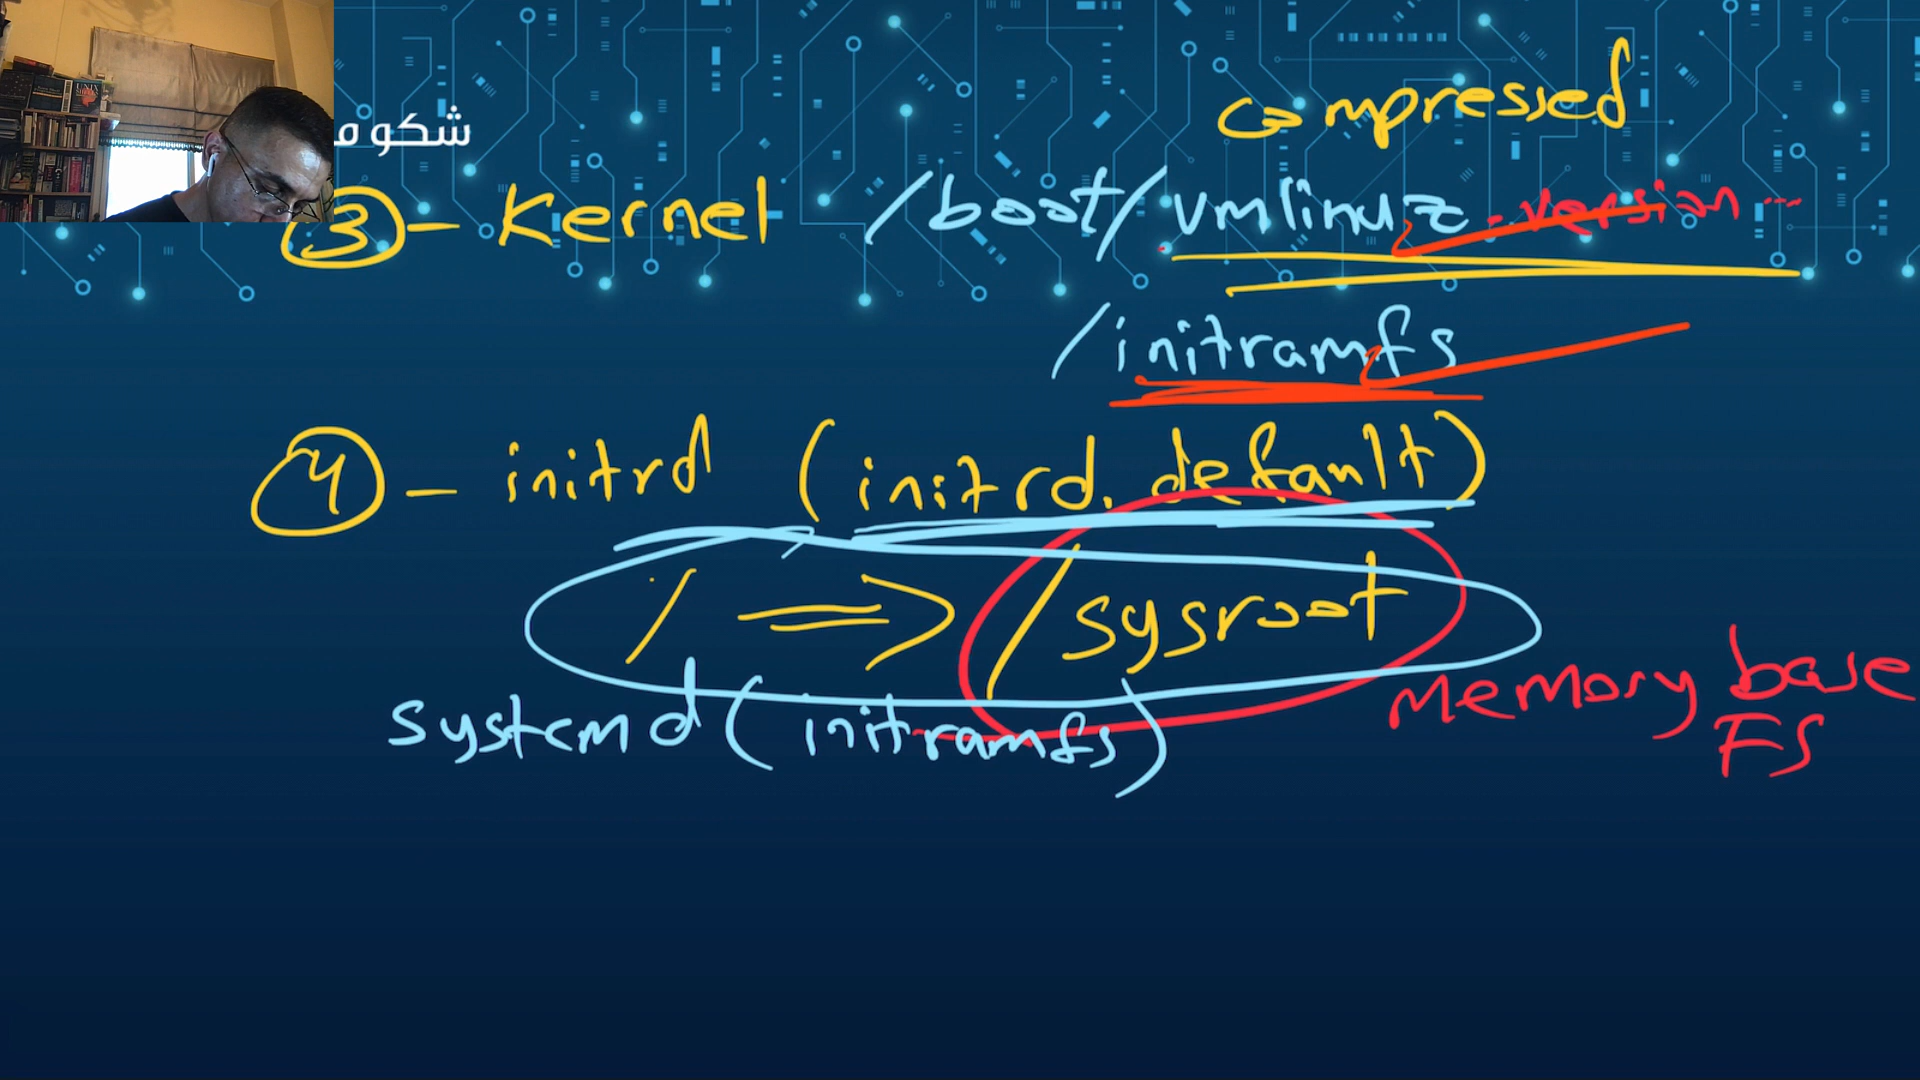 compressed
شكوم
3 - Kernel /boot/vmlinuz-version...
/initramfs
4 - initrd (initrd.default)
/ => /sysroot
Memory base
FS
systemd (initramfs)